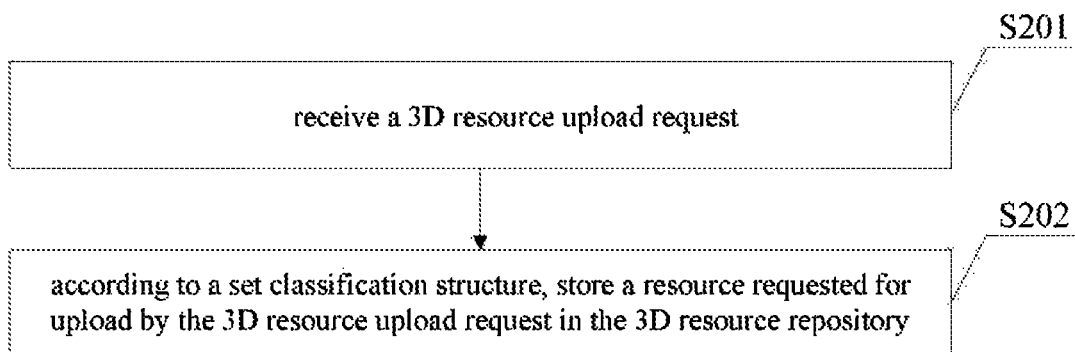 S201
receive a 3D resource upload request
S202
according to a set classification structure, store a resource requested for
upload by the 3D resource upload request in the 3D resource repository